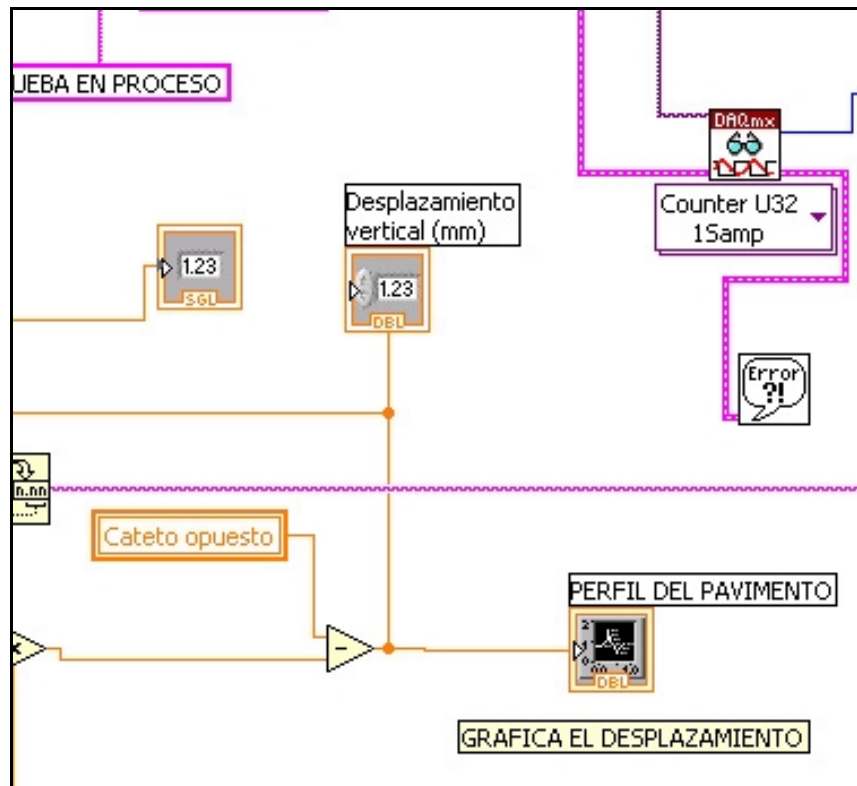 UEBA EN PROCESO
DAQmx
Desplazamiento
vertical (mm)
Counter U32
1Samp
1.23
SGL
1.23
DBL
Error
?!
n.nn
Cateto opuesto
PERFIL DEL PAVIMENTO
DBL
GRAFICA EL DESPLAZAMIENTO